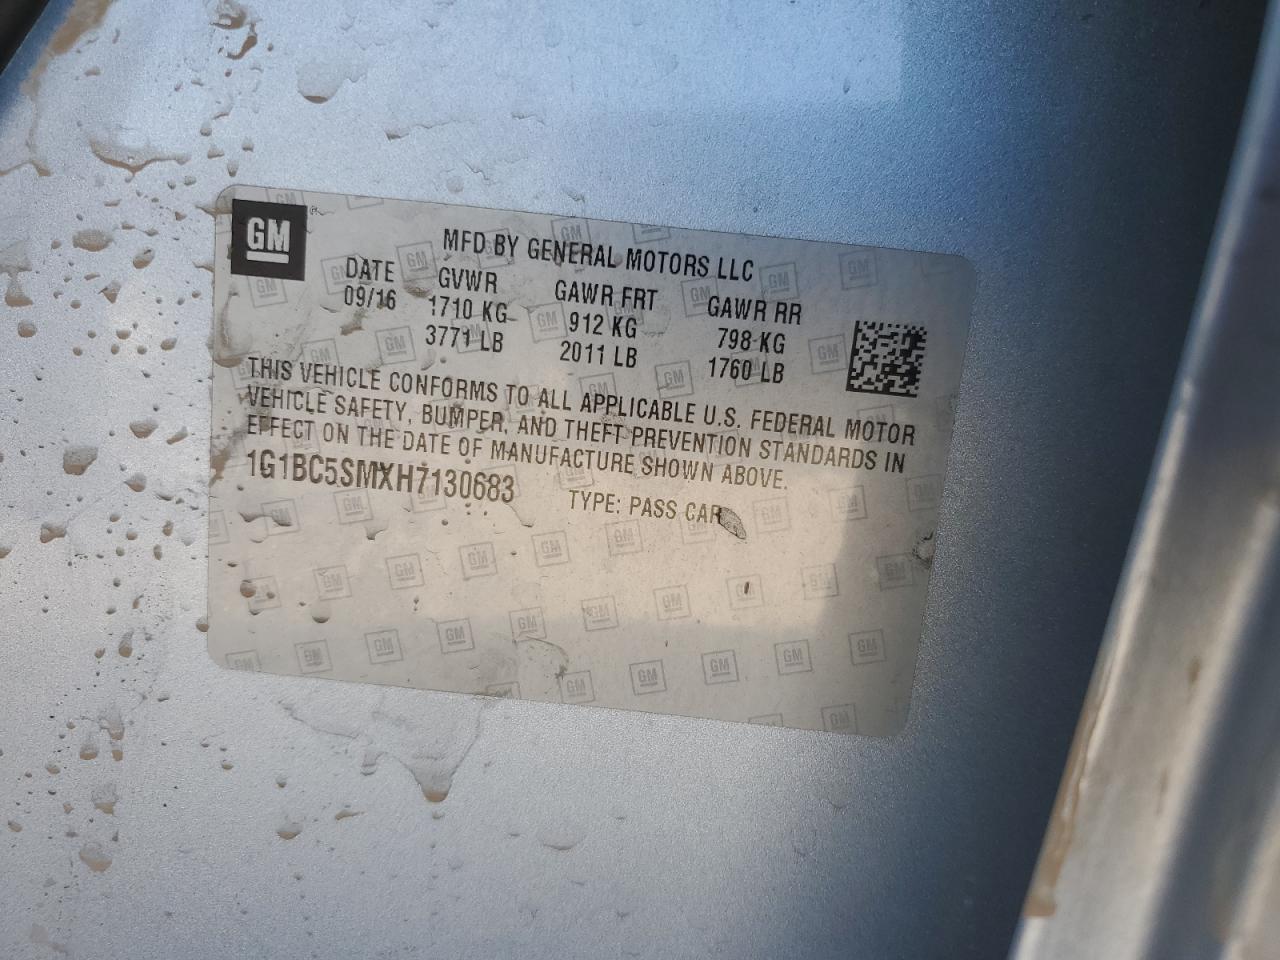 GM
MFD BY GENERAL MOTORS LLC
DATE GVWR GAWR FRT GAWR RR
09/16 1710 KG 912 KG 798 KG
3771 LB 2011 LB 1760 LB
THIS VEHICLE CONFORMS TO ALL APPLICABLE U.S. FEDERAL MOTOR
VEHICLE SAFETY, BUMPER, AND THEFT PREVENTION STANDARDS IN
EFFECT ON THE DATE OF MANUFACTURE SHOWN ABOVE.
1G1BC5SMXH7130683 TYPE: PASS CAR